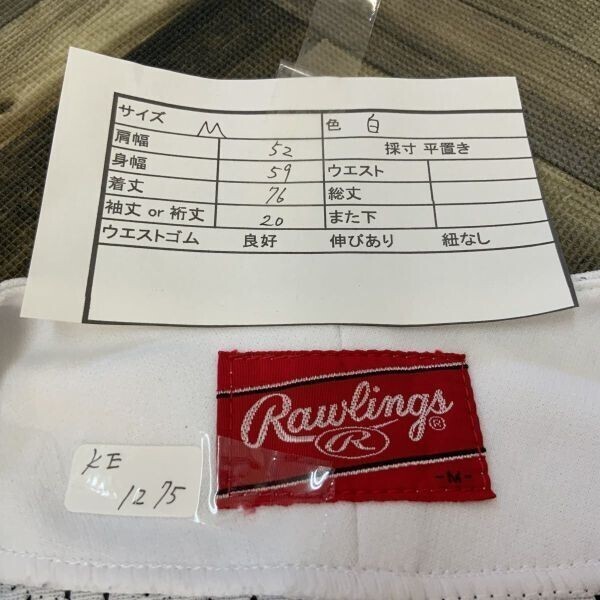 サイズ M 色 白
肩幅 52 採寸 平置き
身幅 59 ウエスト
着丈 76 総丈
袖丈 or 裄丈 20 また下
ウエストゴム 良好 伸びあり 紐なし
Rawlings®
R
-M-
KE
1275